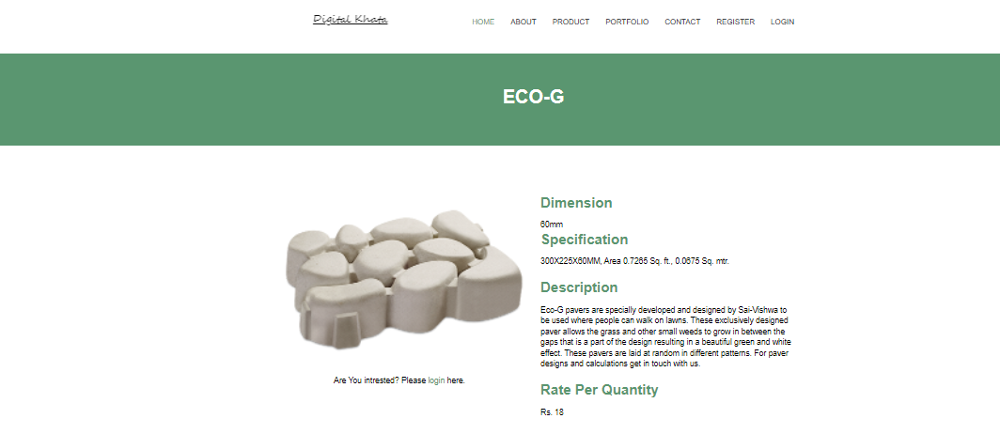 Digital Khata
HOME ABOUT PRODUCT PORTFOLIO CONTACT REGISTER LOGIN
ECO-G
Dimension
60mm
Specification
300X225X60MM, Area 0.7265 Sq. ft., 0.0675 Sq. mtr.
Description
Eco-G pavers are specially developed and designed by Sai-Vishwa to
be used where people can walk on lawns. These exclusively designed
paver allows the grass and other small weeds to grow in between the
gaps that is a part of the design resulting in a beautiful green and white
effect. These pavers are laid at random in different patterns. For paver
designs and calculations get in touch with us.
Rate Per Quantity
Rs. 18
Are You intrested? Please login here.